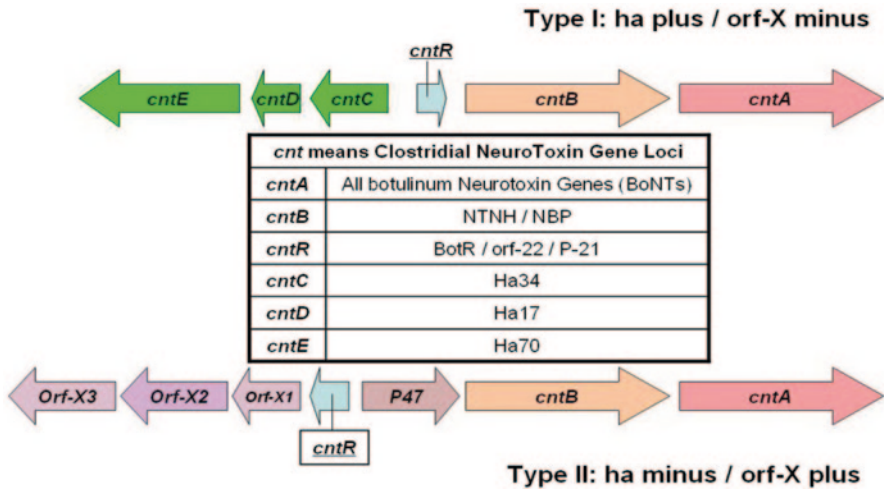 Type I: ha plus / orf-X minus
cntR
cntE cntD cntC cntB cntA
cnt means Clostridial NeuroToxin Gene Loci
cntA All botulinum Neurotoxin Genes (BoNTs)
cntB NTNH / NBP
cntR BotR / orf-22 / P-21
cntC Ha34
cntD Ha17
cntE Ha70
Orf-X3 Orf-X2 Orf-X1 P47 cntB cntA
cntR
Type II: ha minus / orf-X plus